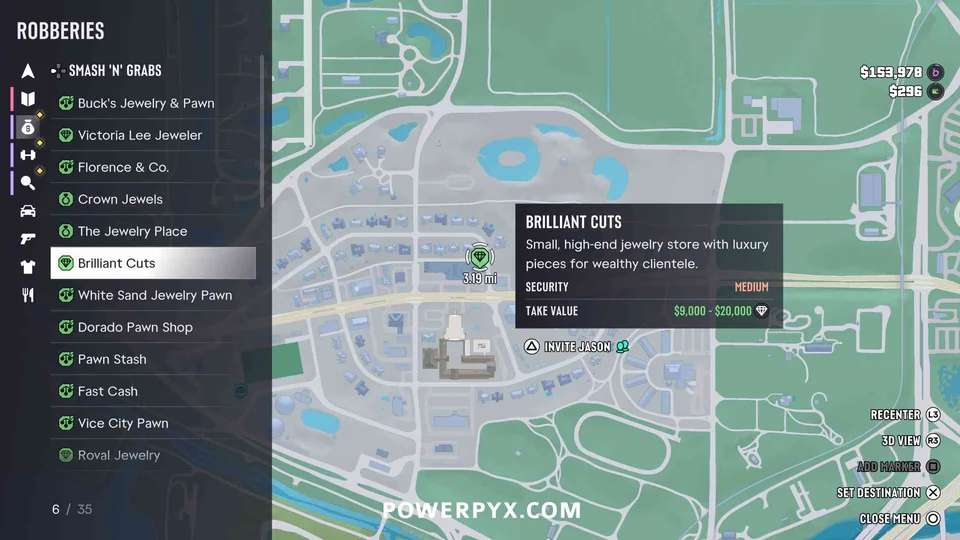 ROBBERIES
SMASH 'N' GRABS
Buck's Jewelry & Pawn
Victoria Lee Jeweler
Florence & Co.
Crown Jewels
The Jewelry Place
Brilliant Cuts
White Sand Jewelry Pawn
Dorado Pawn Shop
Pawn Stash
Fast Cash
Vice City Pawn
Royal Jewelry
6 / 35
$153,978
$296
3.19 mi
BRILLIANT CUTS
Small, high-end jewelry store with luxury
pieces for wealthy clientele.
SECURITY MEDIUM
TAKE VALUE $9,000 - $20,000
INVITE JASON
RECENTER L3
3D VIEW R3
ADD MARKER
SET DESTINATION
CLOSE MENU
POWERPYX.COM